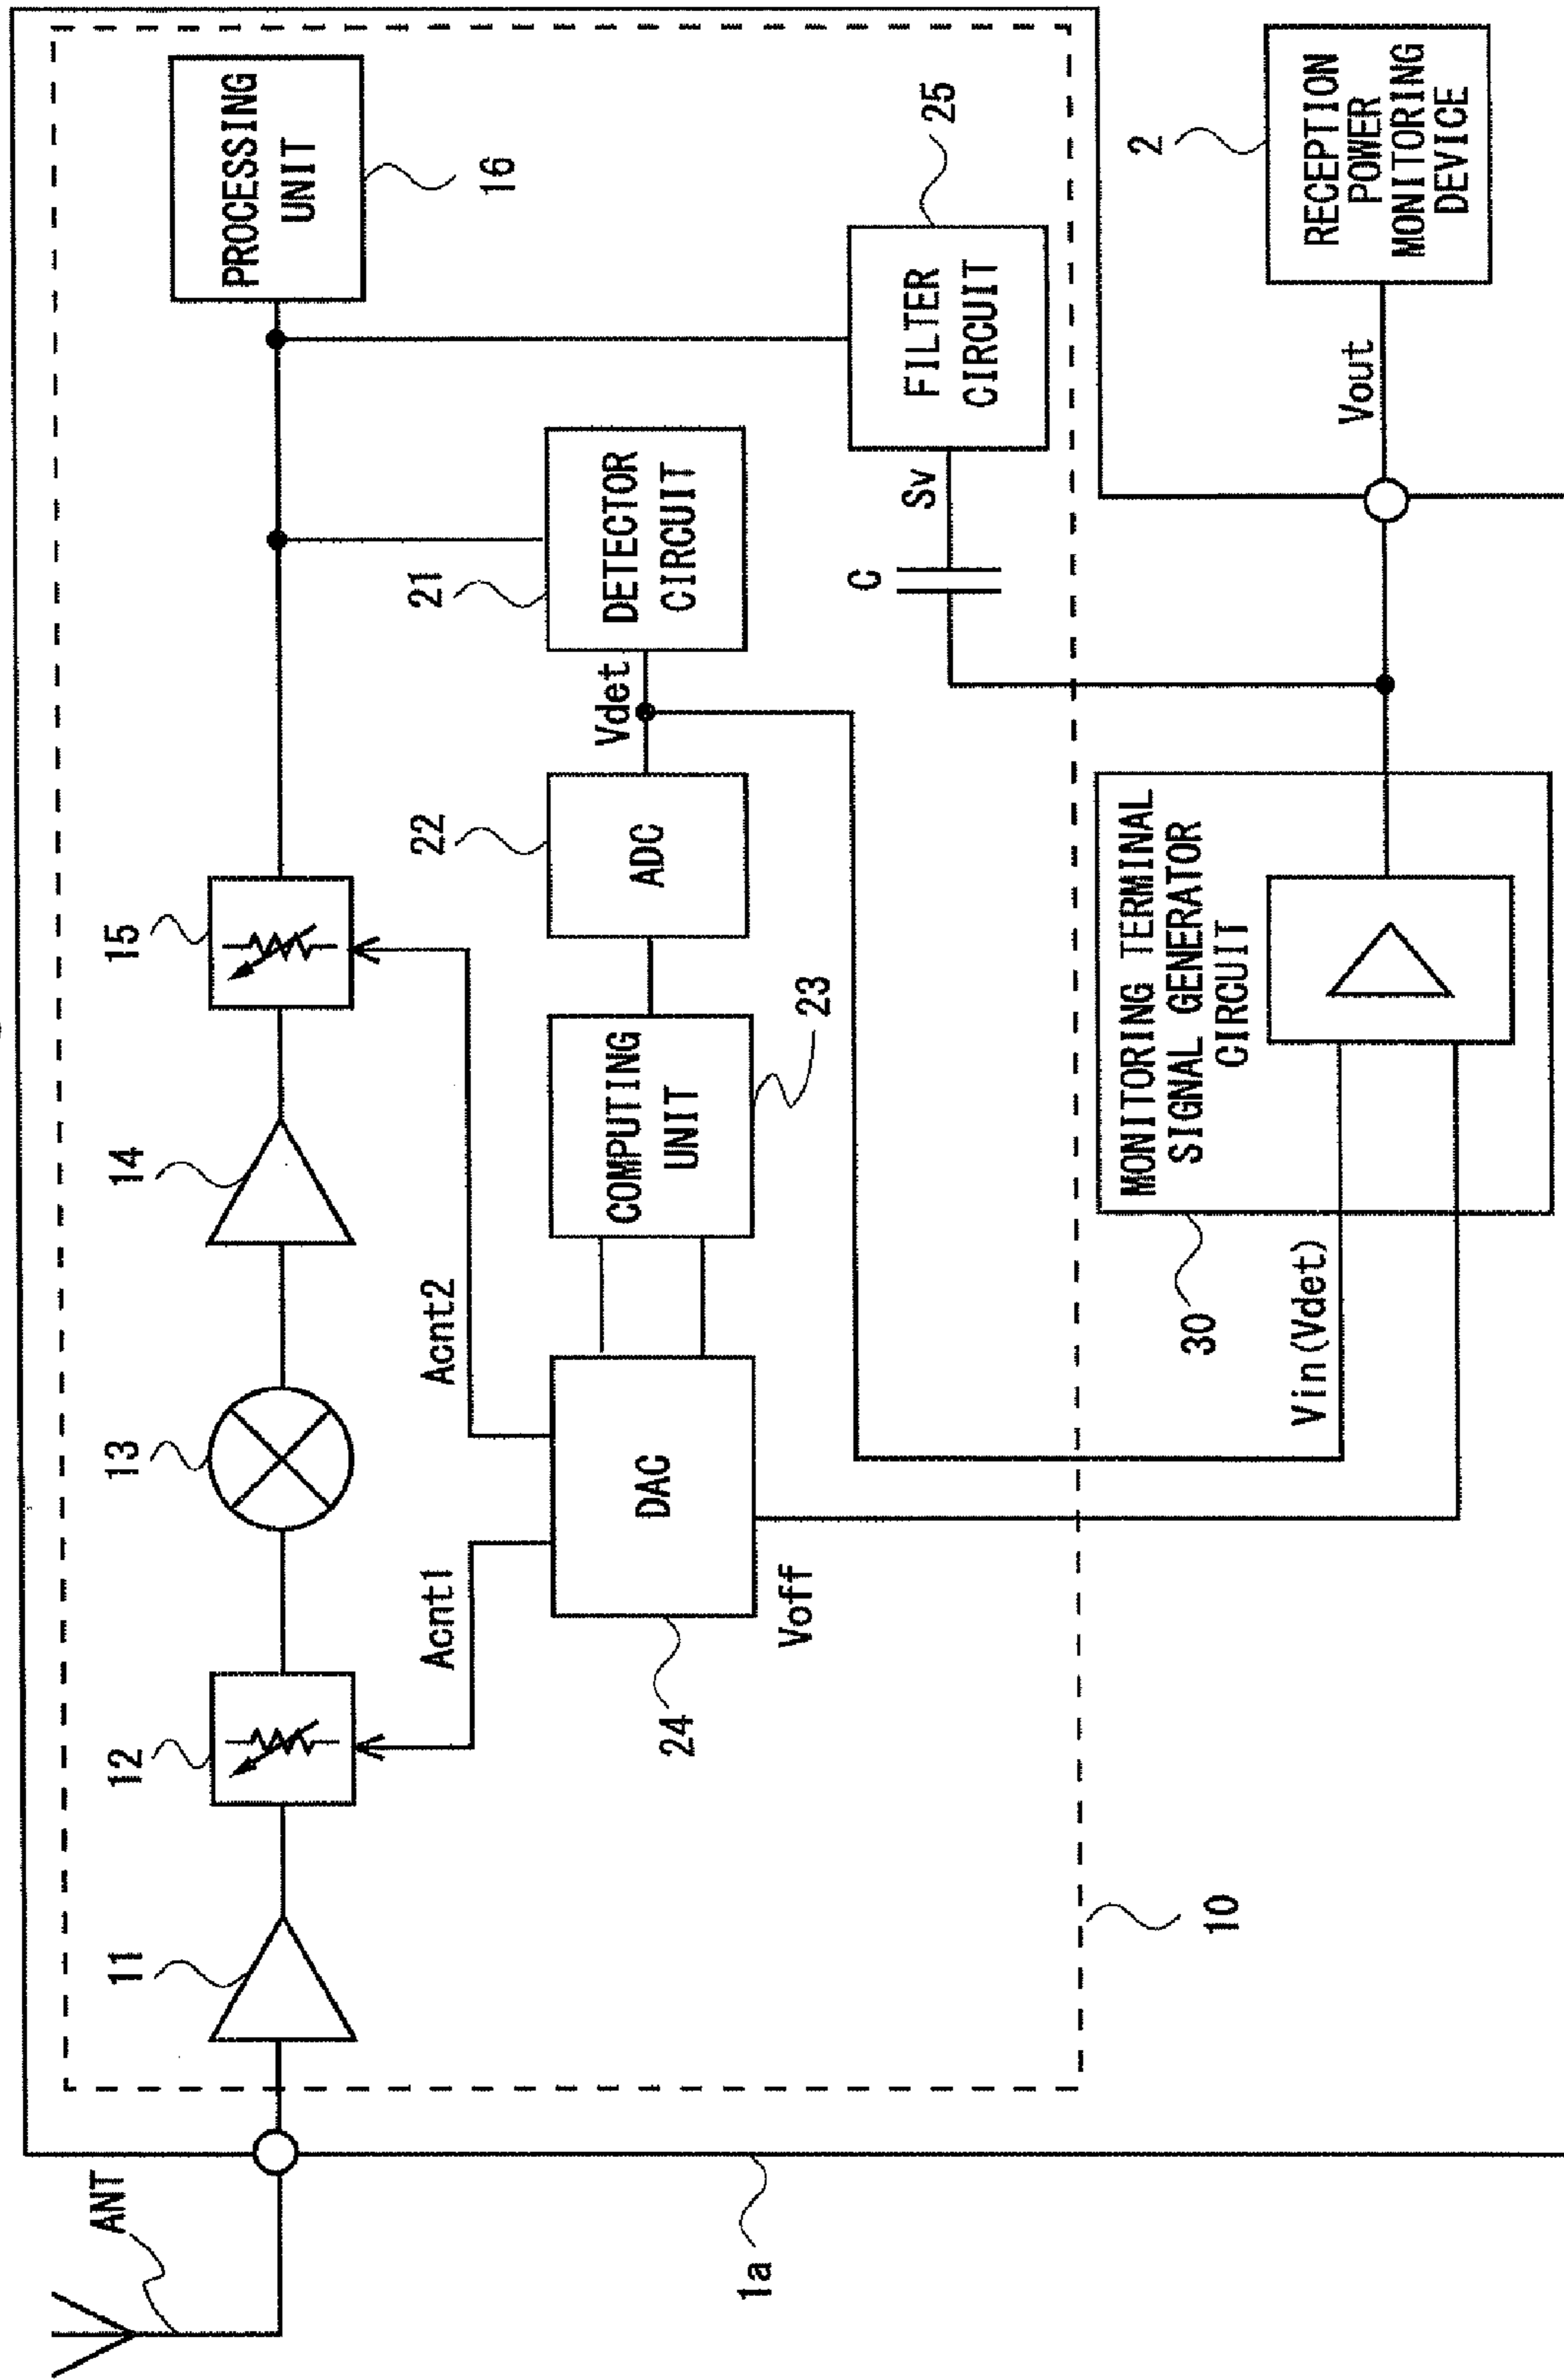 ANT
11
12
13
14
15
PROCESSING
UNIT
16
Acnt1
Acnt2
21
DETECTOR
CIRCUIT
Vdet
22
ADC
COMPUTING
UNIT
23
DAC
24
Voff
FILTER
CIRCUIT
25
Sv
C
10
1a
MONITORING TERMINAL
SIGNAL GENERATOR
CIRCUIT
30
Vin(Vdet)
Vout
2
RECEPTION
POWER
MONITORING
DEVICE